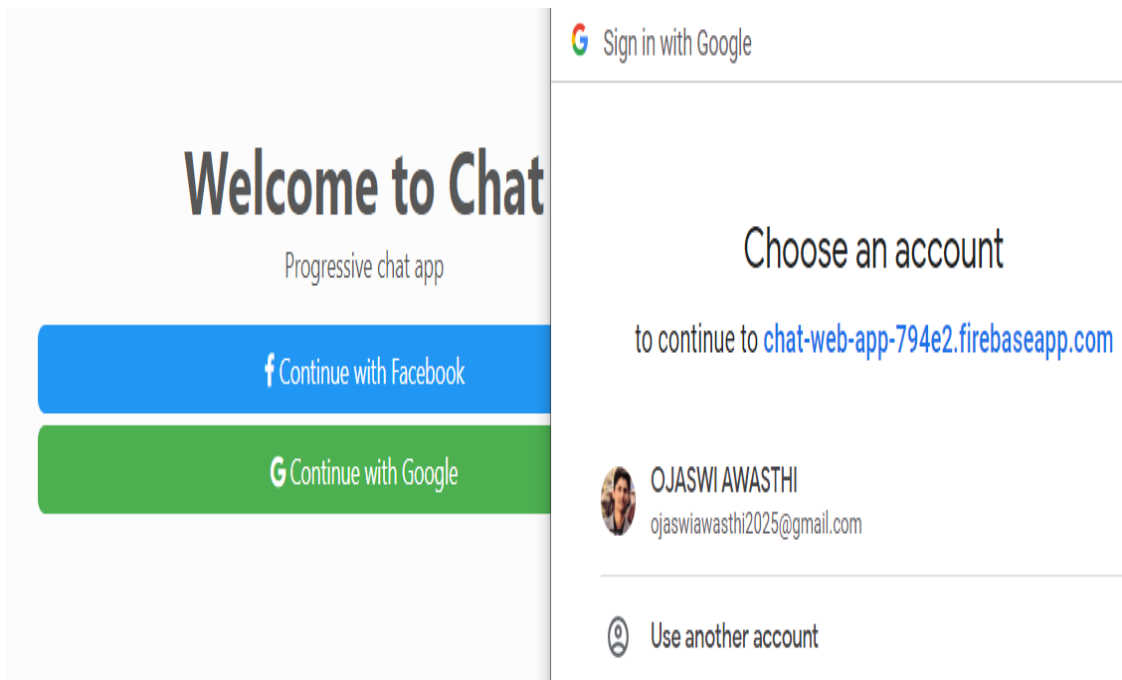 Welcome to Chat
Progressive chat app
Continue with Facebook
Continue with Google
Sign in with Google
Choose an account
to continue to chat-web-app-794e2.firebaseapp.com
OJASWI AWASTHI
ojaswiawasthi2025@gmail.com
Use another account